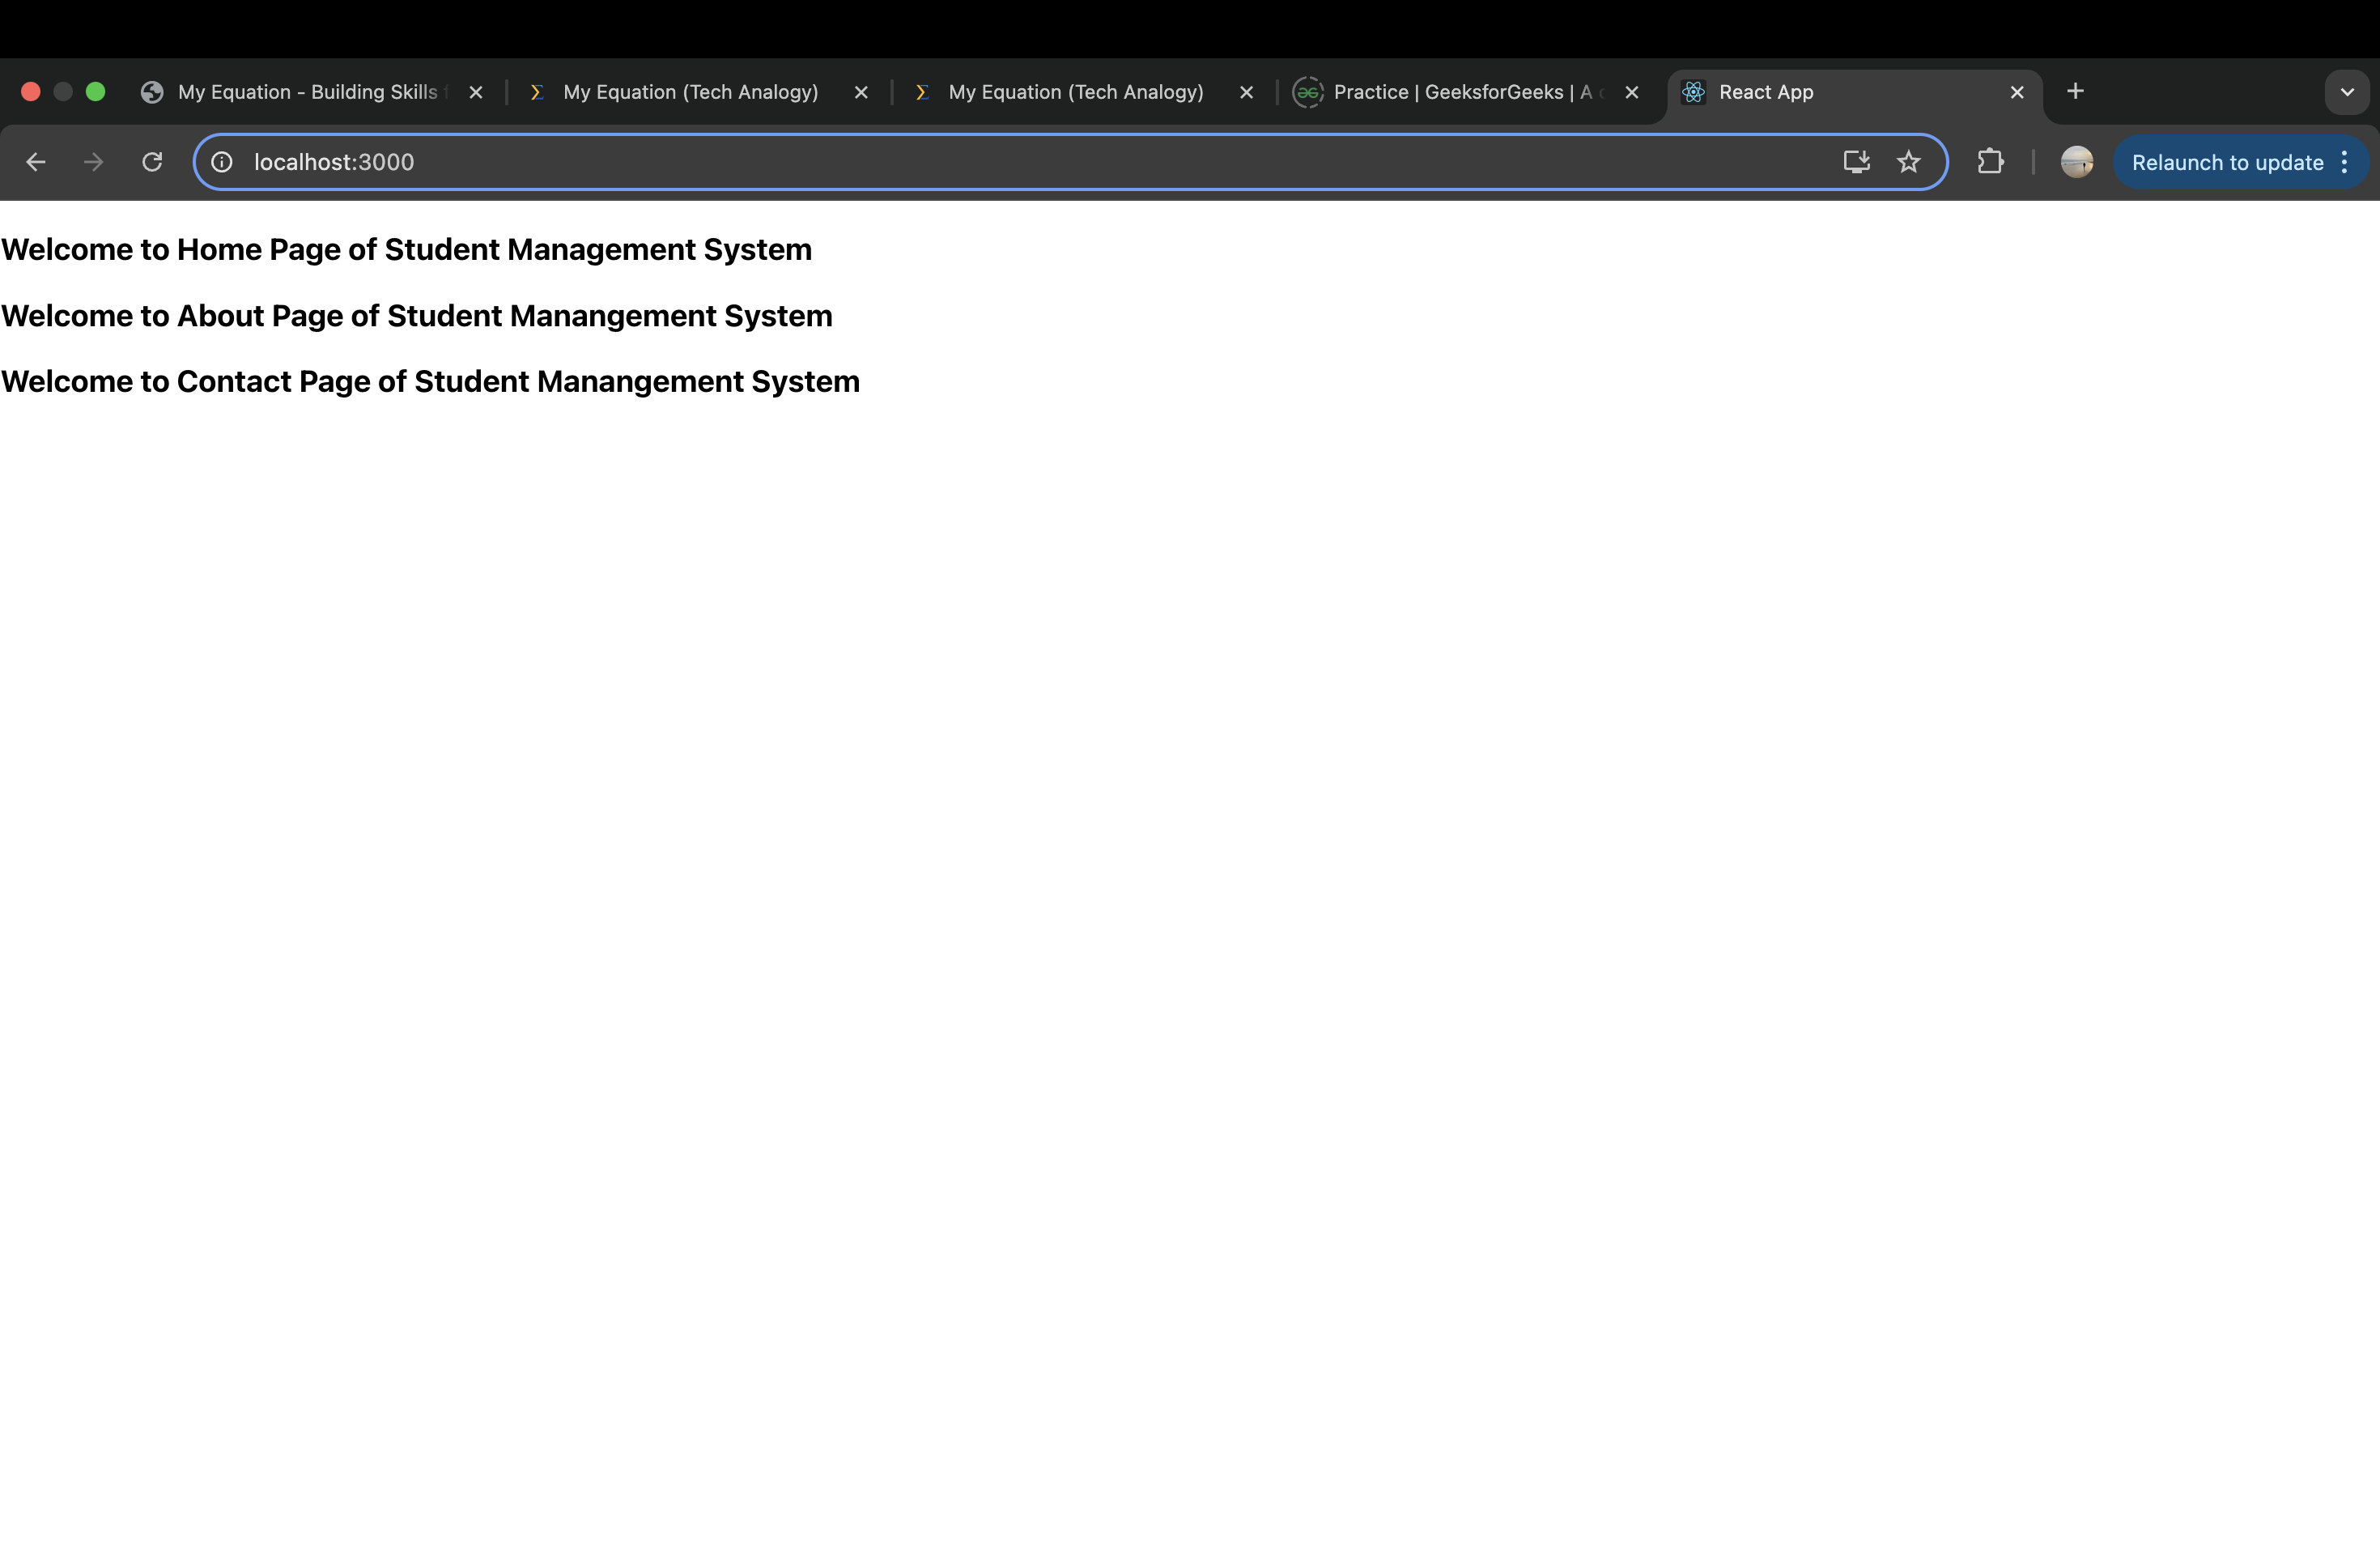 My Equation - Building Skills
My Equation (Tech Analogy)
My Equation (Tech Analogy)
Practice | GeeksforGeeks | A
React App
localhost:3000
Relaunch to update
Welcome to Home Page of Student Management System
Welcome to About Page of Student Manangement System
Welcome to Contact Page of Student Manangement System